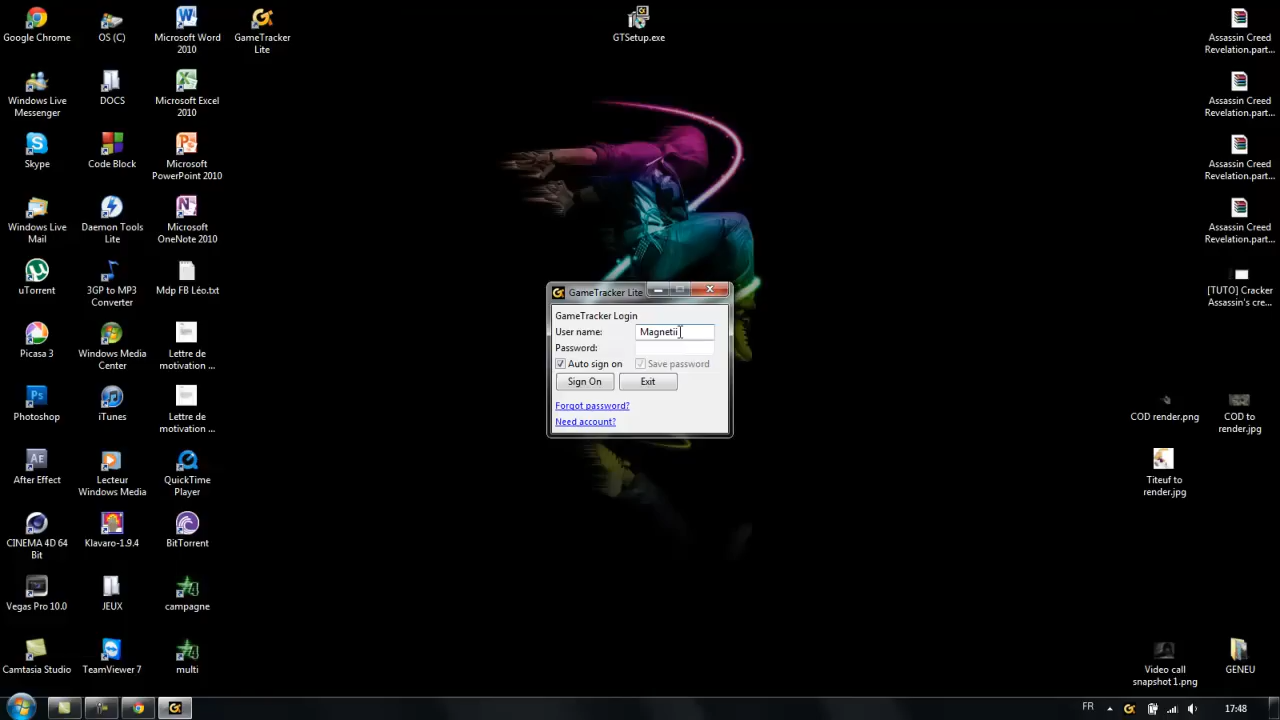 Google Chrome
OS (C)
Microsoft Word
2010
GameTracker
Lite
GTSetup.exe
Assassin Creed
Revelation.part...
Windows Live
Messenger
DOCS
Microsoft Excel
2010
Assassin Creed
Revelation.part...
Skype
Code Block
Microsoft
PowerPoint 2010
Assassin Creed
Revelation.part...
Windows Live
Mail
Daemon Tools
Lite
Microsoft
OneNote 2010
Assassin Creed
Revelation.part...
uTorrent
3GP to MP3
Converter
Mdp FB Léo.txt
[TUTO] Cracker
Assassin's cre...
GameTracker Lite
GameTracker Login
User name:
Magnetii
Password:
Auto sign on
Save password
Sign On
Exit
Forgot password?
Need account?
Picasa 3
Windows Media
Center
Lettre de
motivation ...
Photoshop
iTunes
Lettre de
motivation ...
COD render.png
COD to
render.jpg
After Effect
Lecteur
Windows Media
QuickTime
Player
Titeuf to
render.jpg
CINEMA 4D 64
Bit
Klavaro-1.9.4
BitTorrent
Vegas Pro 10.0
JEUX
campagne
Camtasia Studio
TeamViewer 7
multi
Video call
snapshot 1.png
GENEU
FR
17:48